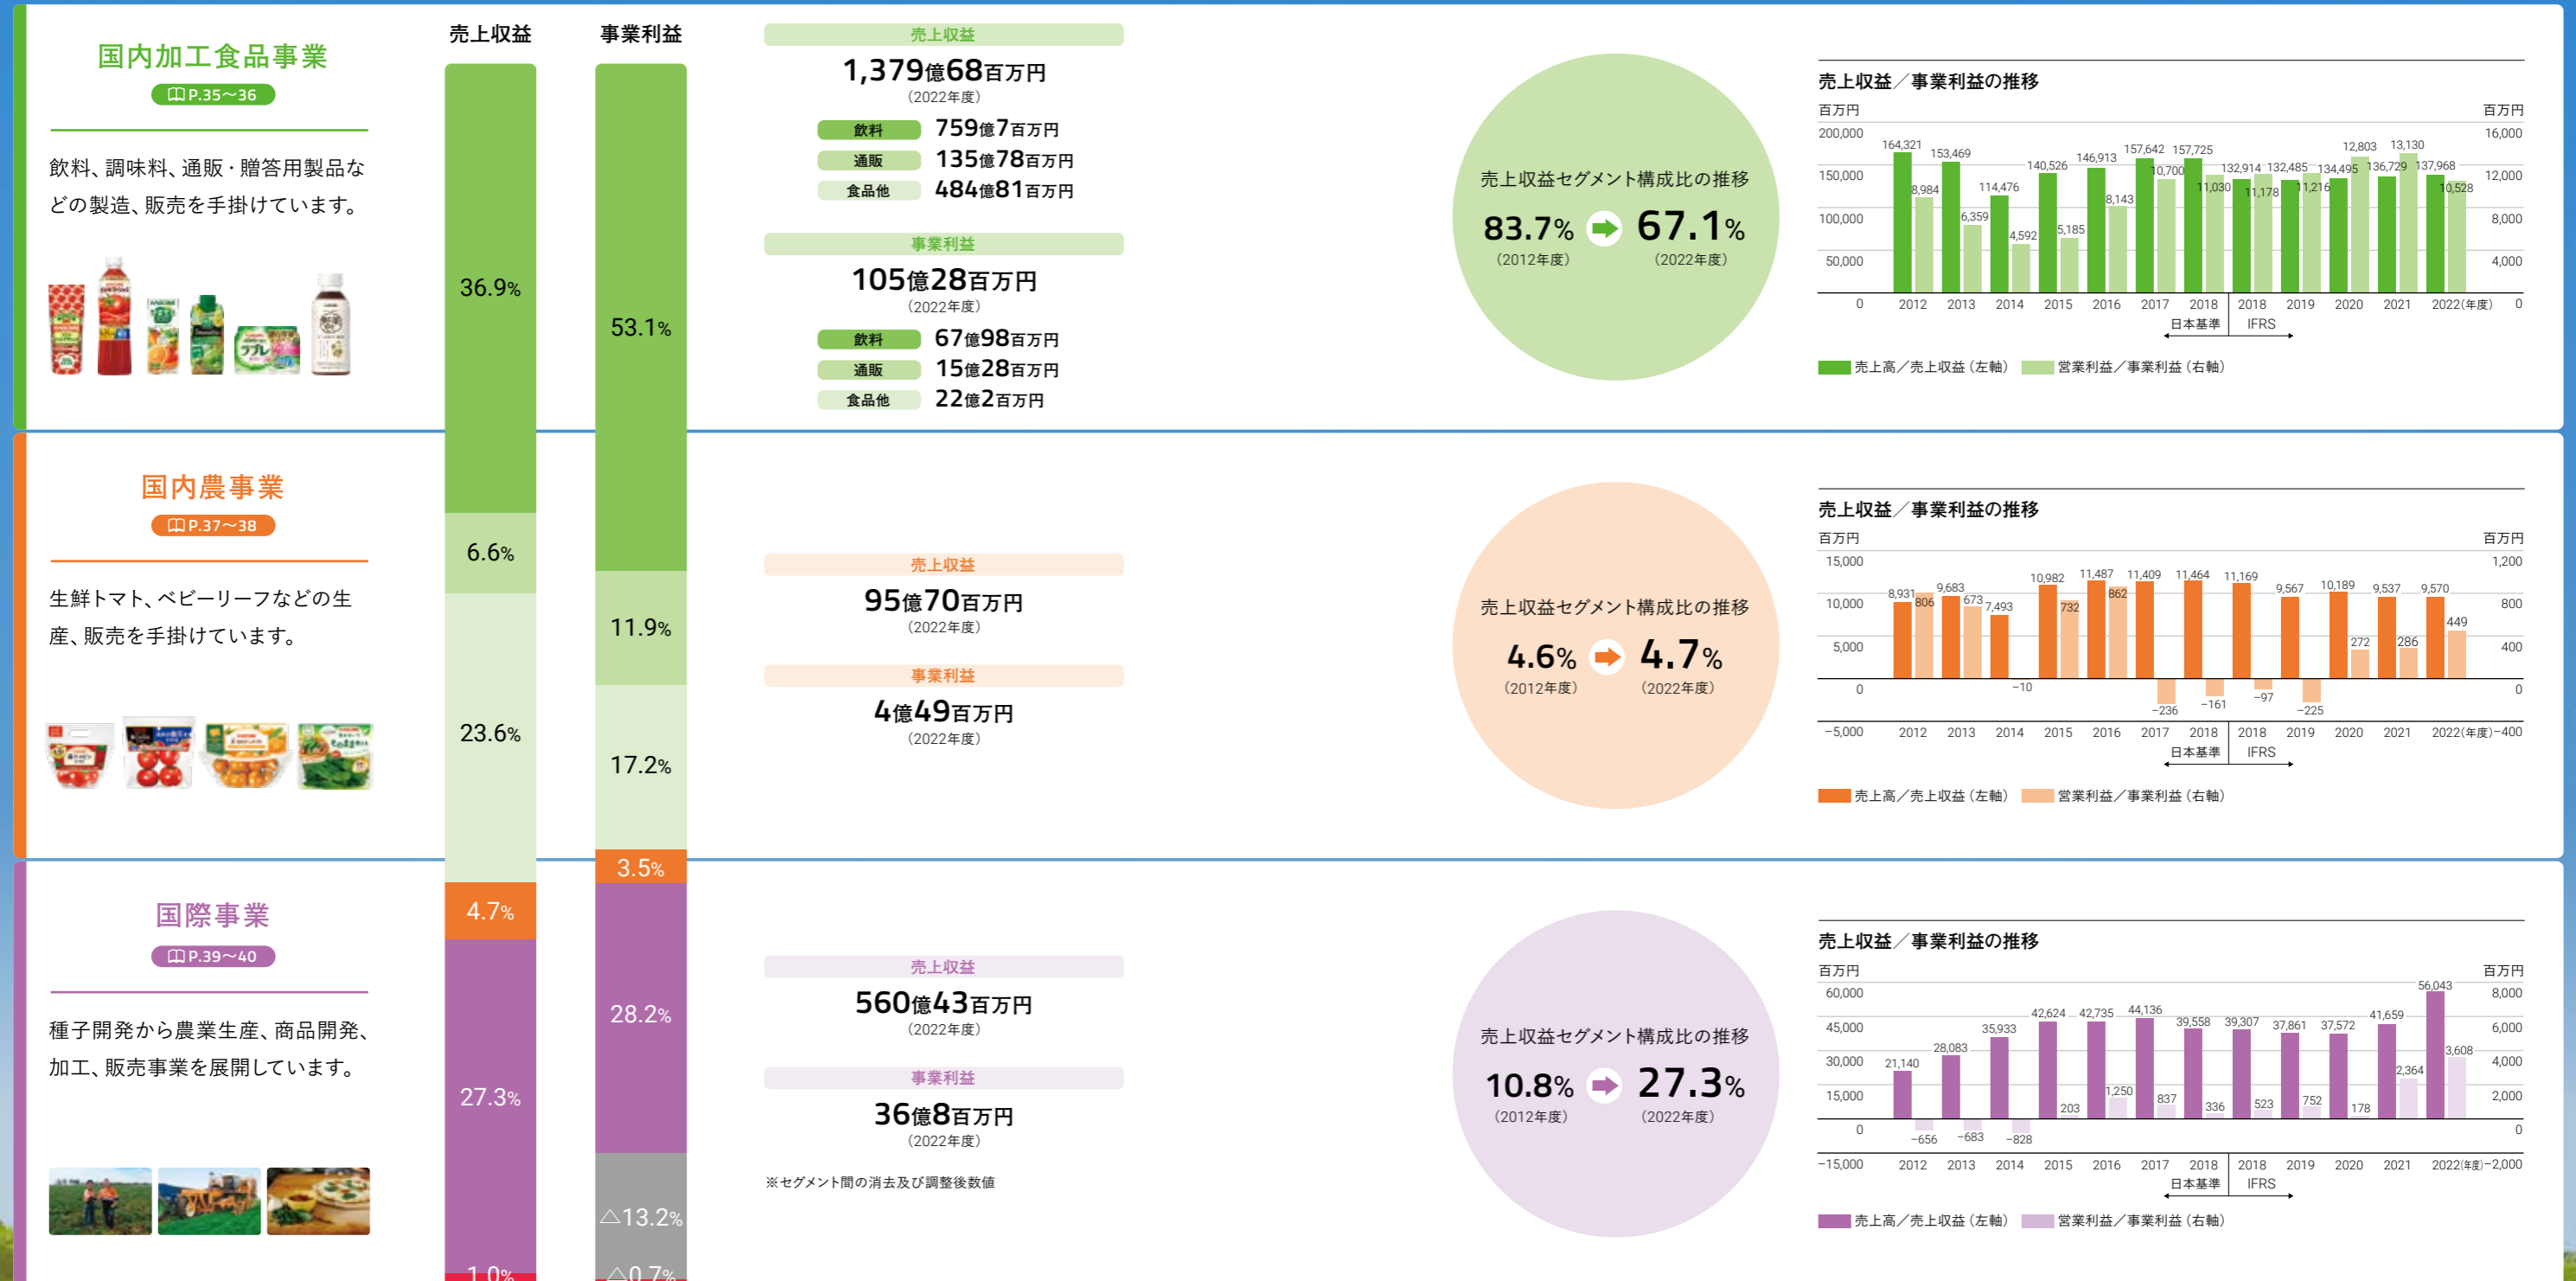 国内加工食品事業
P.35～36
飲料、調味料、通販・贈答用製品な
どの製造、販売を手掛けています。
売上収益
事業利益
36.9%
6.6%
23.6%
4.7%
27.3%
1.0%
53.1%
11.9%
17.2%
3.5%
28.2%
△13.2%
△0.7%
売上収益
1,379億68百万円
（2022年度）
飲料 759億7百万円
通販 135億78百万円
食品他 484億81百万円
事業利益
105億28百万円
（2022年度）
飲料 67億98百万円
通販 15億28百万円
食品他 22億2百万円
売上収益セグメント構成比の推移
83.7% 67.1%
（2012年度） （2022年度）
売上収益／事業利益の推移
百万円 百万円
200,000 16,000
150,000 12,000
100,000 8,000
50,000 4,000
0 0
164,321 153,469 114,476 140,526 146,913 157,642 157,725 132,914 132,485 134,495 136,729 137,968
8,984 6,359 4,592 5,185 8,143 10,700 11,030 11,178 11,216 12,803 13,130 10,528
2012 2013 2014 2015 2016 2017 2018 2018 2019 2020 2021 2022（年度）
日本基準 IFRS
売上高／売上収益（左軸） 営業利益／事業利益（右軸）
国内農事業
P.37～38
生鮮トマト、ベビーリーフなどの生
産、販売を手掛けています。
売上収益
95億70百万円
（2022年度）
事業利益
4億49百万円
（2022年度）
売上収益セグメント構成比の推移
4.6% 4.7%
（2012年度） （2022年度）
売上収益／事業利益の推移
百万円 百万円
15,000 1,200
10,000 800
5,000 400
0 0
−5,000 −400
8,931 9,683 7,493 10,982 11,487 11,409 11,464 11,169 9,567 10,189 9,537 9,570
806 673 −10 732 862 −236 −161 −97 −225 272 286 449
2012 2013 2014 2015 2016 2017 2018 2018 2019 2020 2021 2022（年度）
日本基準 IFRS
売上高／売上収益（左軸） 営業利益／事業利益（右軸）
国際事業
P.39～40
種子開発から農業生産、商品開発、
加工、販売事業を展開しています。
売上収益
560億43百万円
（2022年度）
事業利益
36億8百万円
（2022年度）
※セグメント間の消去及び調整後数値
売上収益セグメント構成比の推移
10.8% 27.3%
（2012年度） （2022年度）
売上収益／事業利益の推移
百万円 百万円
60,000 8,000
45,000 6,000
30,000 4,000
15,000 2,000
0 0
−15,000 −2,000
21,140 28,083 35,933 42,624 42,735 44,136 39,558 39,307 37,861 37,572 41,659 56,043
−656 −683 −828 203 1,250 837 336 523 752 178 2,364 3,608
2012 2013 2014 2015 2016 2017 2018 2018 2019 2020 2021 2022（年度）
日本基準 IFRS
売上高／売上収益（左軸） 営業利益／事業利益（右軸）